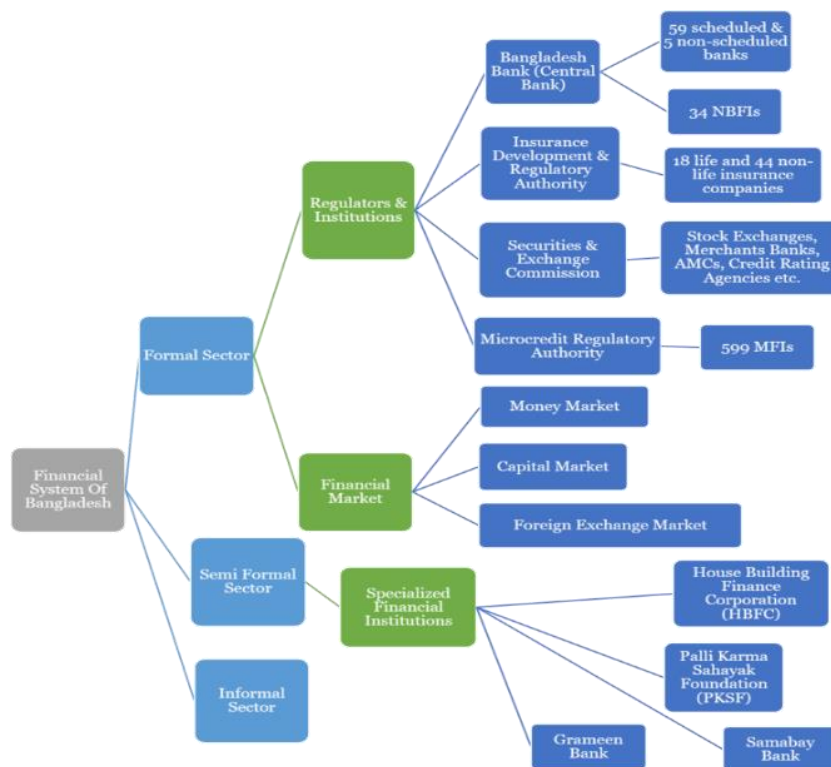 59 scheduled &
5 non-scheduled
banks
Bangladesh
Bank (Central
Bank)
34 NBFIs
Insurance
Development &
Regulatory
Authority
18 life and 44 non-
life insurance
companies
Regulators &
Institutions
Securities &
Exchange
Commission
Stock Exchanges,
Merchants Banks,
AMCs, Credit Rating
Agencies etc.
Formal Sector
Microcredit Regulatory
Authority
599 MFIs
Money Market
Financial
System Of
Bangladesh
Financial
Market
Capital Market
Foreign Exchange Market
Semi Formal
Sector
Specialized
Financial
Institutions
House Building
Finance
Corporation
(HBFC)
Palli Karma
Sahayak
Foundation
(PKSF)
Informal
Sector
Grameen
Bank
Samabay
Bank